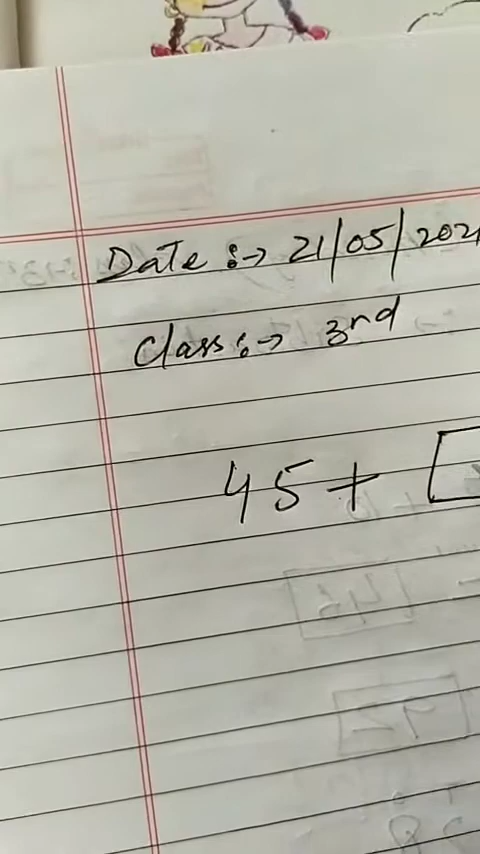 Date :→ 21/05/202
Class :→ 3rd
45 +